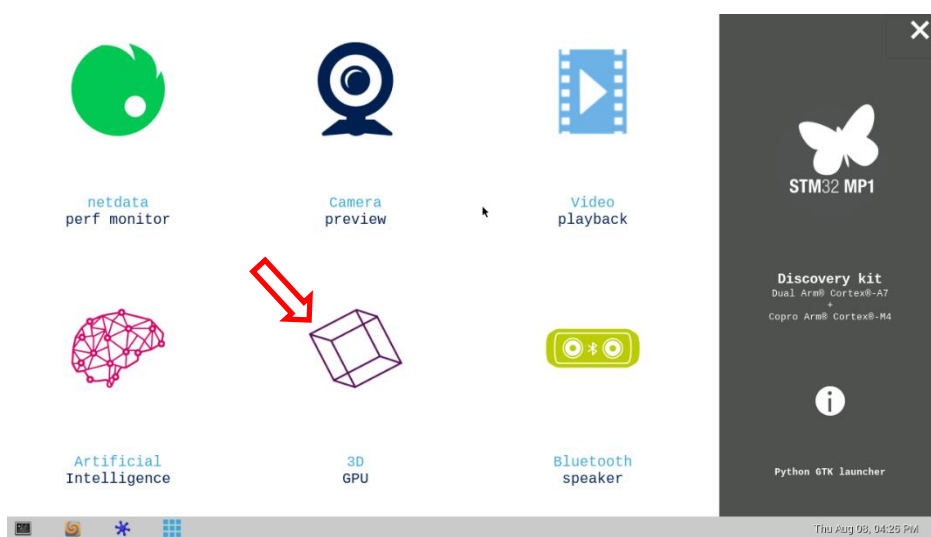 netdata
perf monitor
Camera
preview
Video
playback
STM32 MP1
Discovery kit
Dual Arm® Cortex®-A7
+
Copro Arm® Cortex®-M4
Artificial
Intelligence
3D
GPU
Bluetooth
speaker
Python GTK launcher
Thu Aug 08, 04:26 PM